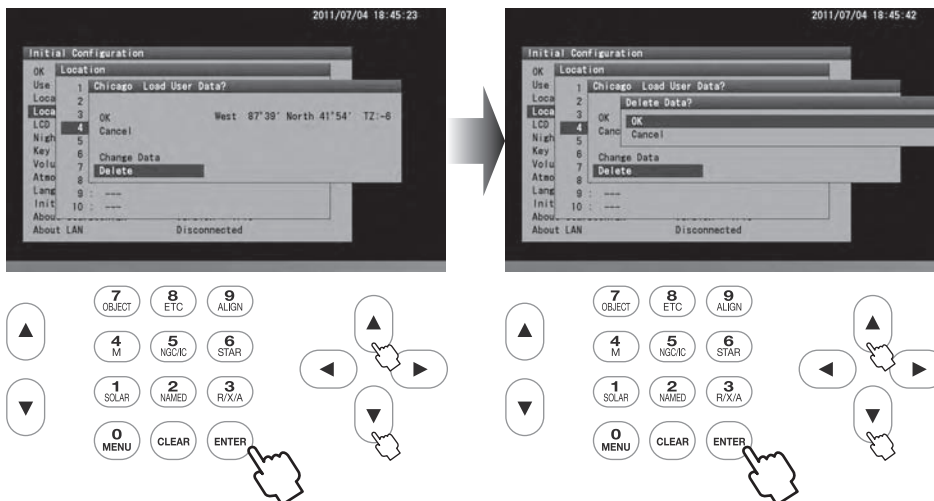 2011/07/04 18:45:23
Initial Configuration
OK Location
Use 1 Chicago Load User Data?
Loca 2
Loca 3 OK West 87°39' North 41°54' TZ:-6
LCD 4 Cancel
Nigh 5
Key 6 Change Data
Volu 7 Delete
Atmo 8
Lang 9 : ---
Init 10 : ---
About LAN Disconnected
7 OBJECT 8 ETC 9 ALIGN
4 M 5 NGC/IC 6 STAR
1 SOLAR 2 NAMED 3 R/X/A
0 MENU CLEAR ENTER
2011/07/04 18:45:42
Initial Configuration
OK Location
Use 1 Chicago Load User Data?
Loca 2 Delete Data?
Loca 3 OK OK
LCD 4 Canc Cancel
Nigh 5
Key 6 Change Data
Volu 7 Delete
Atmo 8
Lang 9 : ---
Init 10 : ---
About LAN Disconnected
7 OBJECT 8 ETC 9 ALIGN
4 M 5 NGC/IC 6 STAR
1 SOLAR 2 NAMED 3 R/X/A
0 MENU CLEAR ENTER